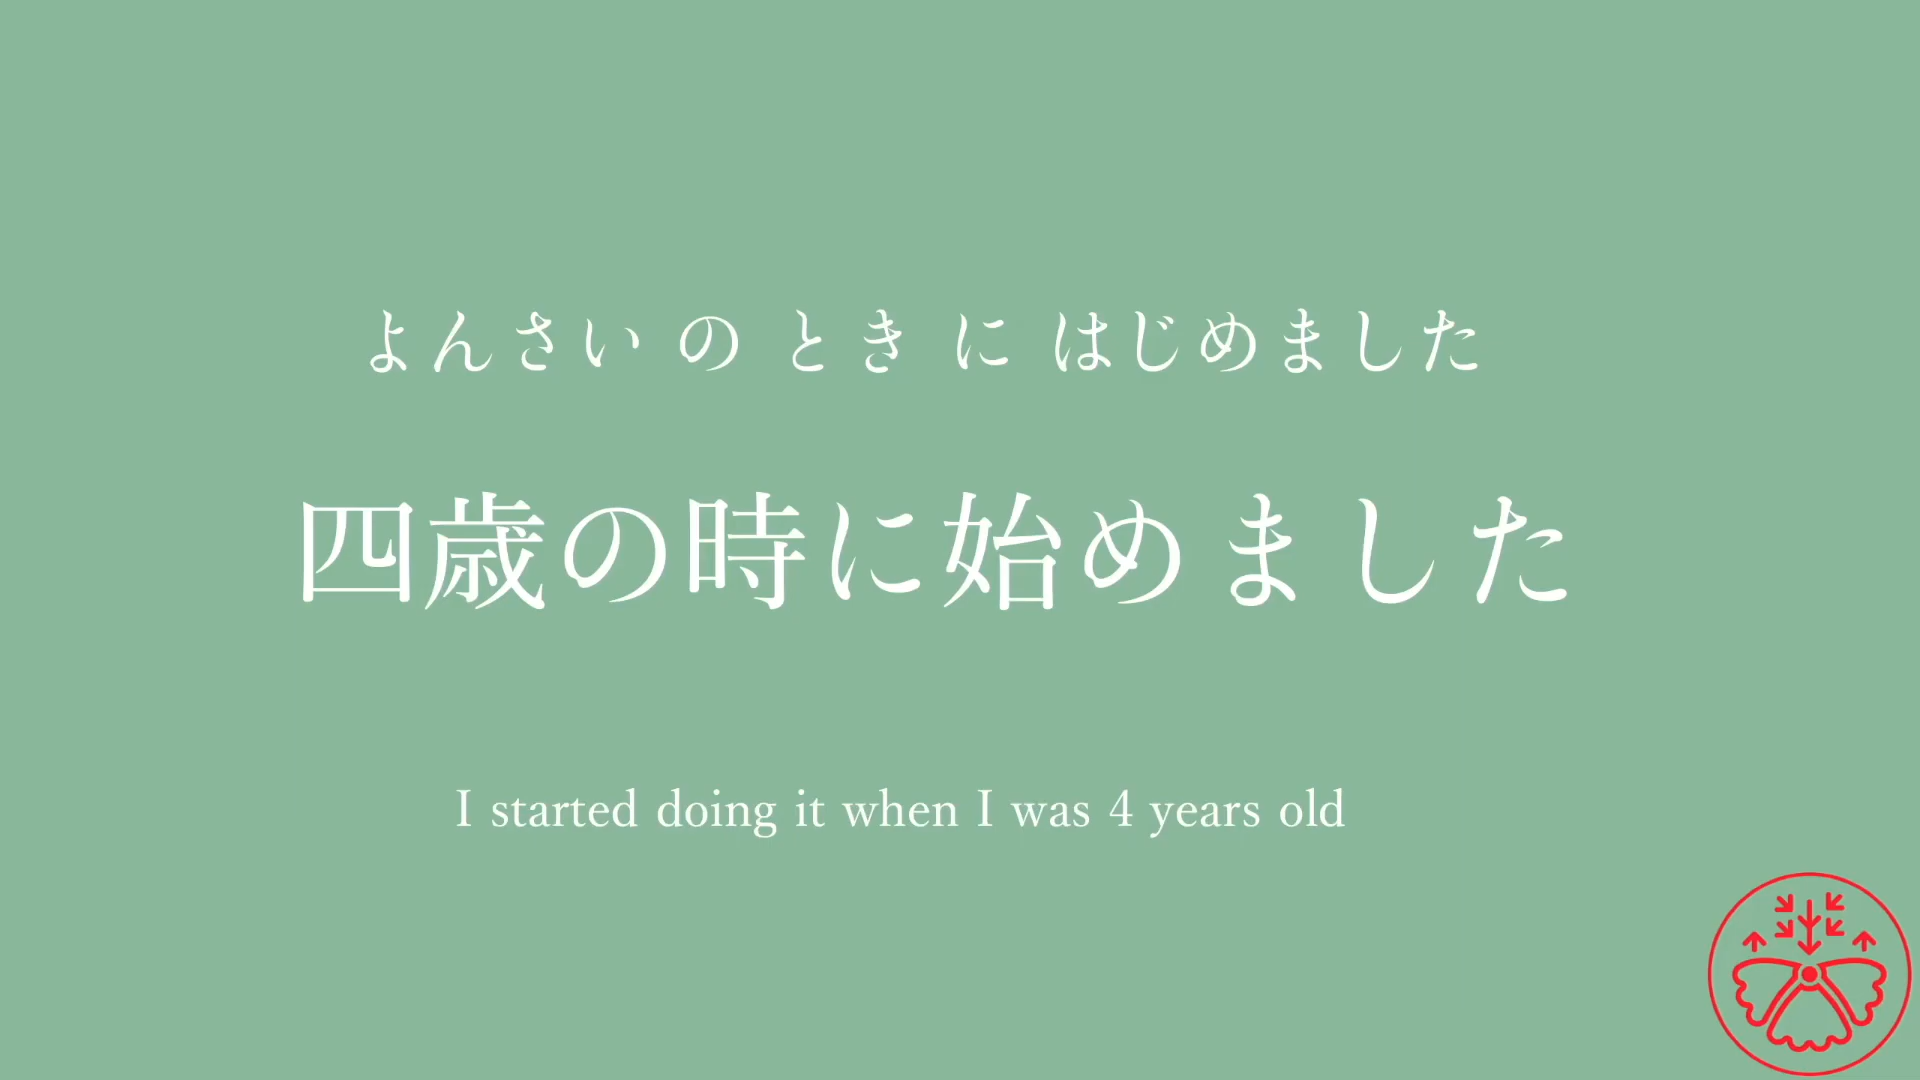 よんさい の とき に はじめました
四歳の時に始めました
I started doing it when I was 4 years old